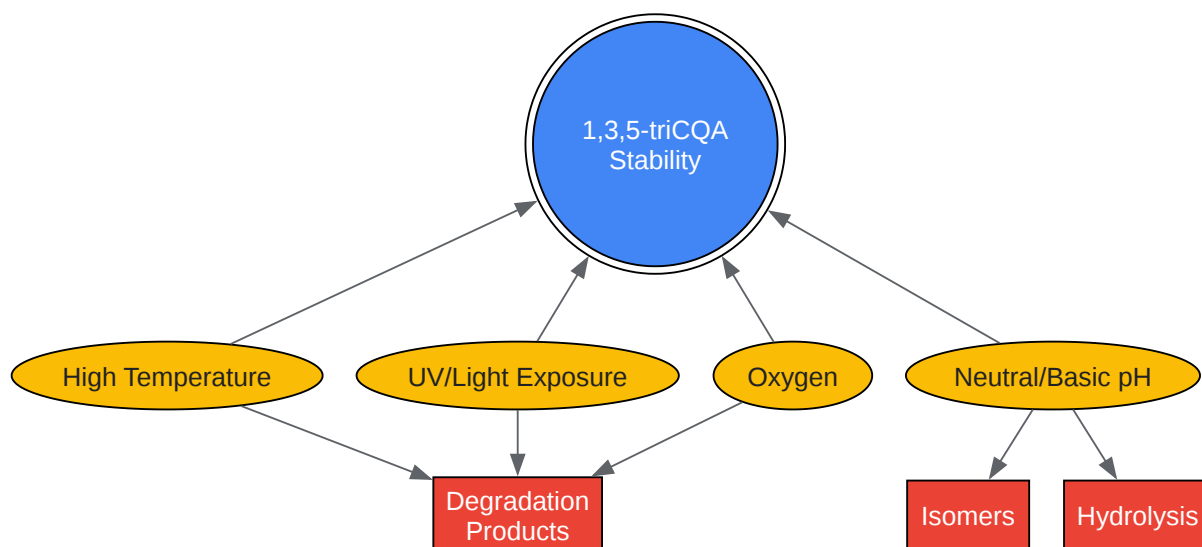 1,3,5-triCQA
Stability
High Temperature
UV/Light Exposure
Oxygen
Neutral/Basic pH
Degradation
Products
Isomers
Hydrolysis